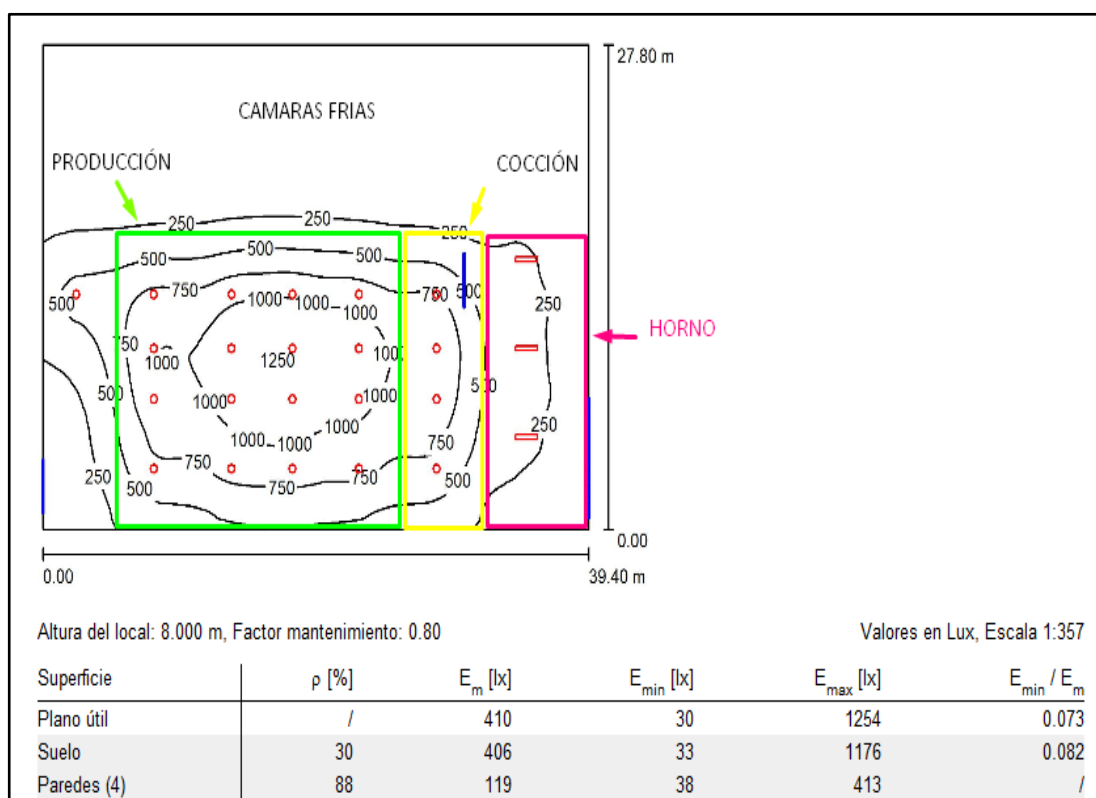 27.80 m
CAMARAS FRIAS
PRODUCCIÓN
COCCIÓN
250 250 250
500 500 500
750 750 500
500 1000 1000 1000 250
HORNO
750 1000 1250 1000
500 1000 1000 500
1000 1000 250
1000 1000 750
750 750 750 500
250 500
0.00
0.00 39.40 m
Altura del local: 8.000 m, Factor mantenimiento: 0.80 Valores en Lux, Escala 1:357
Superficie ρ [%] Em [lx] Emin [lx] Emax [lx] Emin / Em
Plano útil / 410 30 1254 0.073
Suelo 30 406 33 1176 0.082
Paredes (4) 88 119 38 413 /